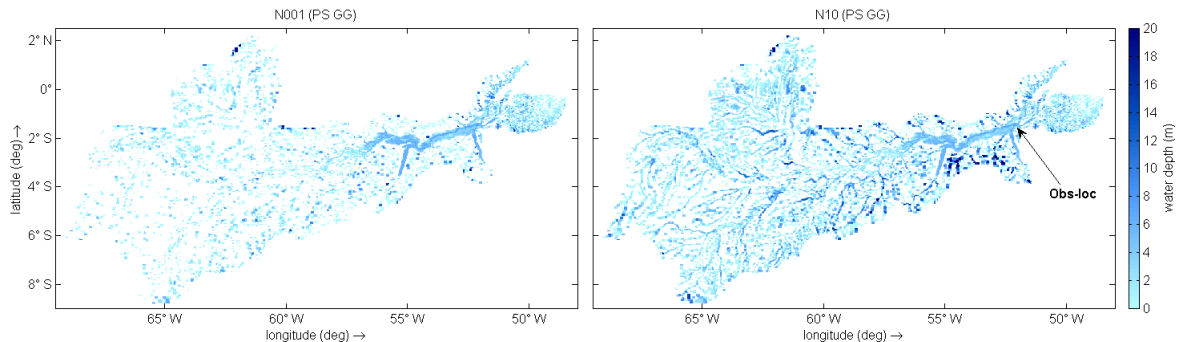 N001 (PS GG)
N10 (PS GG)
2° N
0°
2° S
4° S
6° S
8° S
latitude (deg) →
65° W
60° W
55° W
50° W
longitude (deg) →
Obs-loc
65° W
60° W
55° W
50° W
longitude (deg) →
20
18
16
14
12
10
8
6
4
2
0
water depth (m)